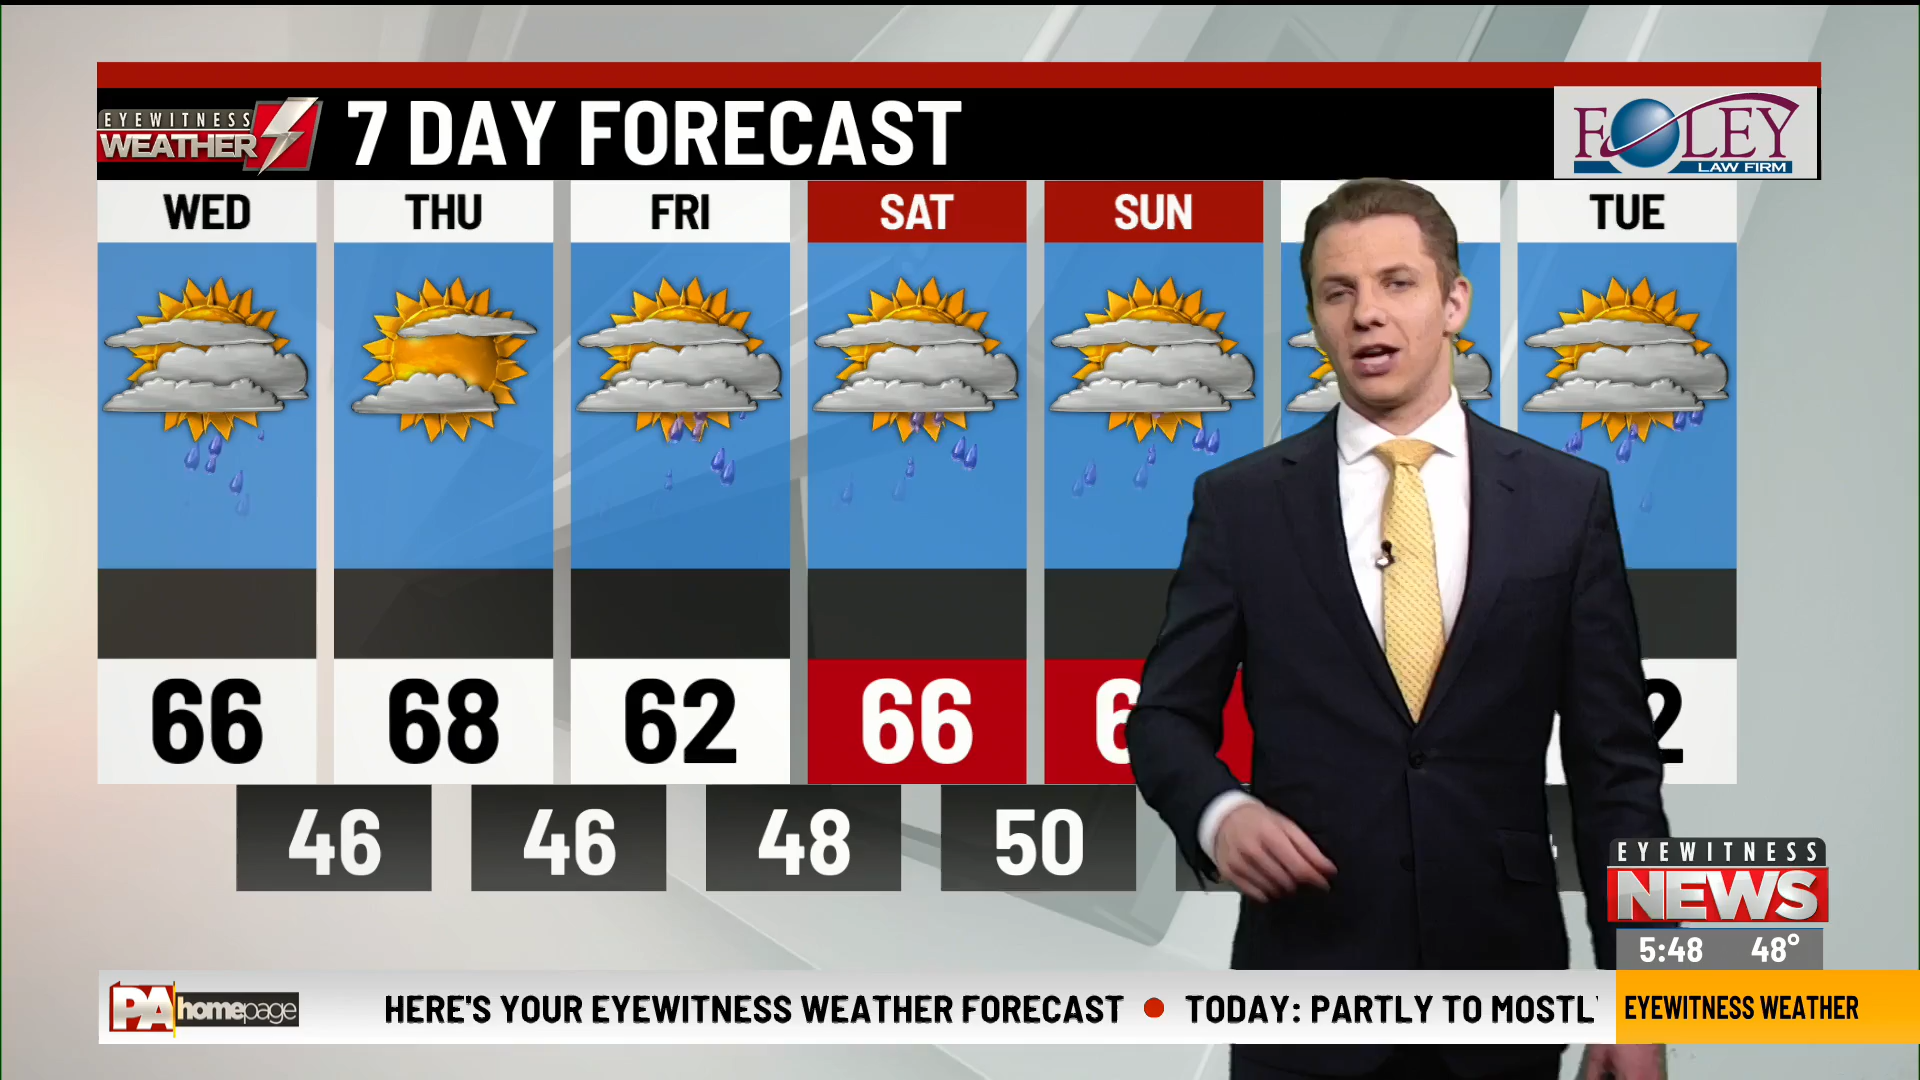 EYEWITNESS
WEATHER
7 DAY FORECAST
FOLEY
LAW FIRM
WED THU FRI SAT SUN TUE
66 68 62 66
46 46 48 50
EYEWITNESS
NEWS
5:48 48°
PA homepage
HERE'S YOUR EYEWITNESS WEATHER FORECAST • TODAY: PARTLY TO MOSTL
EYEWITNESS WEATHER